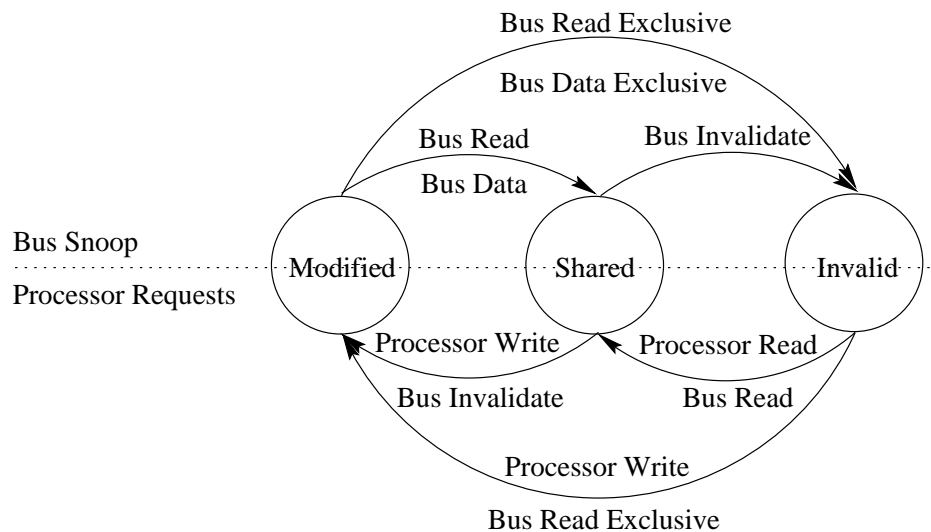 Bus Read Exclusive
Bus Data Exclusive
Bus Read
Bus Invalidate
Bus Data
Bus Snoop
Modified
Shared
Invalid
Processor Requests
Processor Write
Processor Read
Bus Invalidate
Bus Read
Processor Write
Bus Read Exclusive